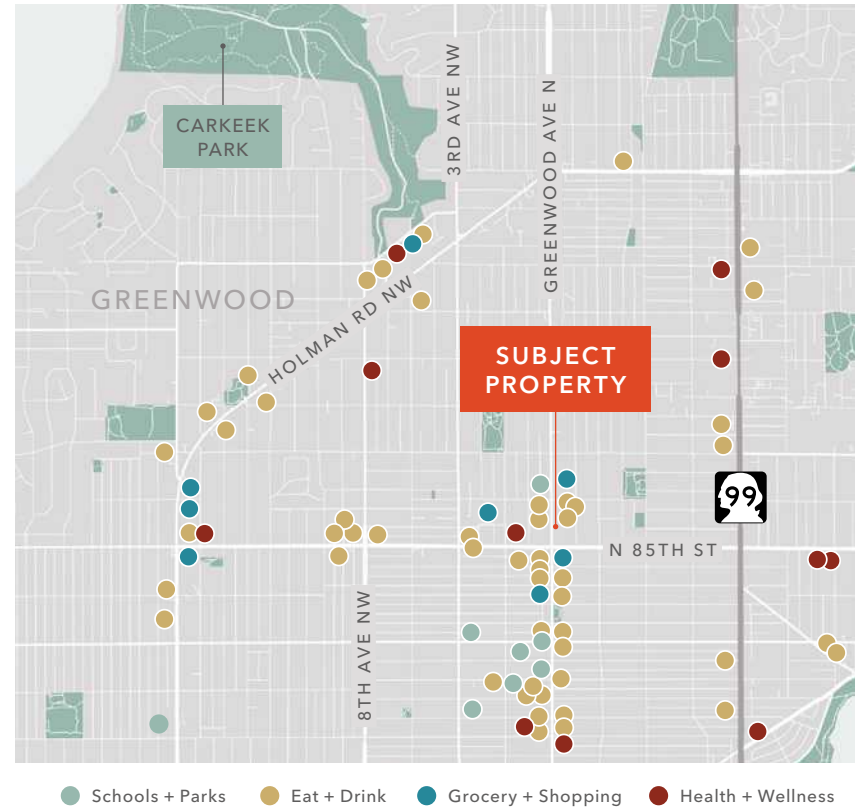 CARKEEK
PARK
3RD AVE NW
GREENWOOD AVE N
GREENWOOD
HOLMAN RD NW
SUBJECT
PROPERTY
99
N 85TH ST
8TH AVE NW
Schools + Parks
Eat + Drink
Grocery + Shopping
Health + Wellness